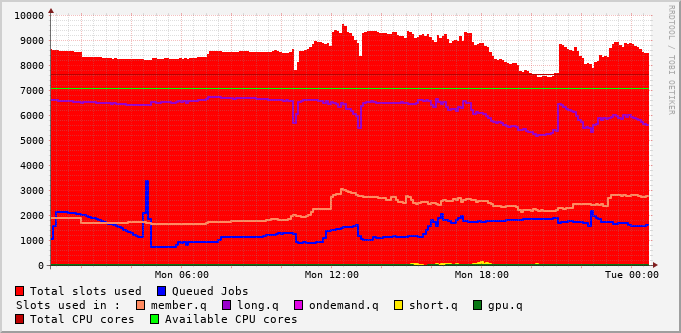 10000
9000
8000
7000
6000
5000
4000
3000
2000
1000
0
Mon 06:00 Mon 12:00 Mon 18:00 Tue 00:00
RRDTOOL / TOBI OETIKER
Total slots used Queued Jobs
Slots used in : member.q long.q ondemand.q short.q gpu.q
Total CPU cores Available CPU cores